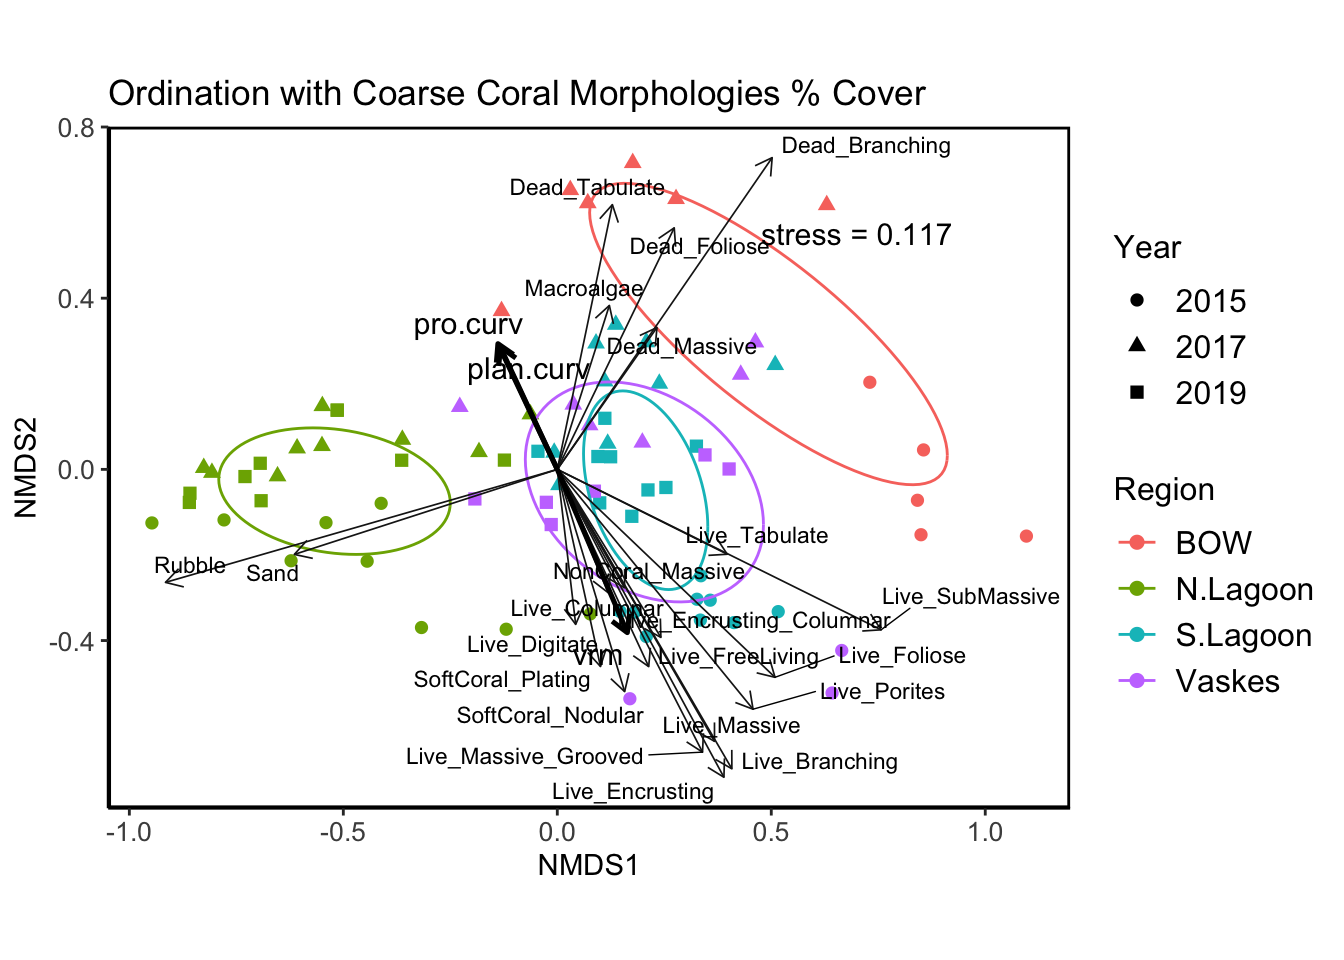 Ordination with Coarse Coral Morphologies % Cover
0.8
Dead_Branching
Dead_Tabulate
stress = 0.117
Dead_Foliose
Macroalgae
0.4
pro.curv
Dead_Massive
plan.curv
NMDS2
0.0
Live_Tabulate
Rubble
Sand
NonCoral_Massive
Live_SubMassive
Live_Columnar
Live_Encrusting_Columnar
-0.4
Live_Digitate
vrm
Live_FreeLiving
Live_Foliose
SoftCoral_Plating
Live_Porites
SoftCoral_Nodular
Live_Massive
Live_Massive_Grooved
Live_Branching
Live_Encrusting
-1.0
-0.5
0.0
0.5
1.0
NMDS1
Year
2015
2017
2019
Region
BOW
N.Lagoon
S.Lagoon
Vaskes